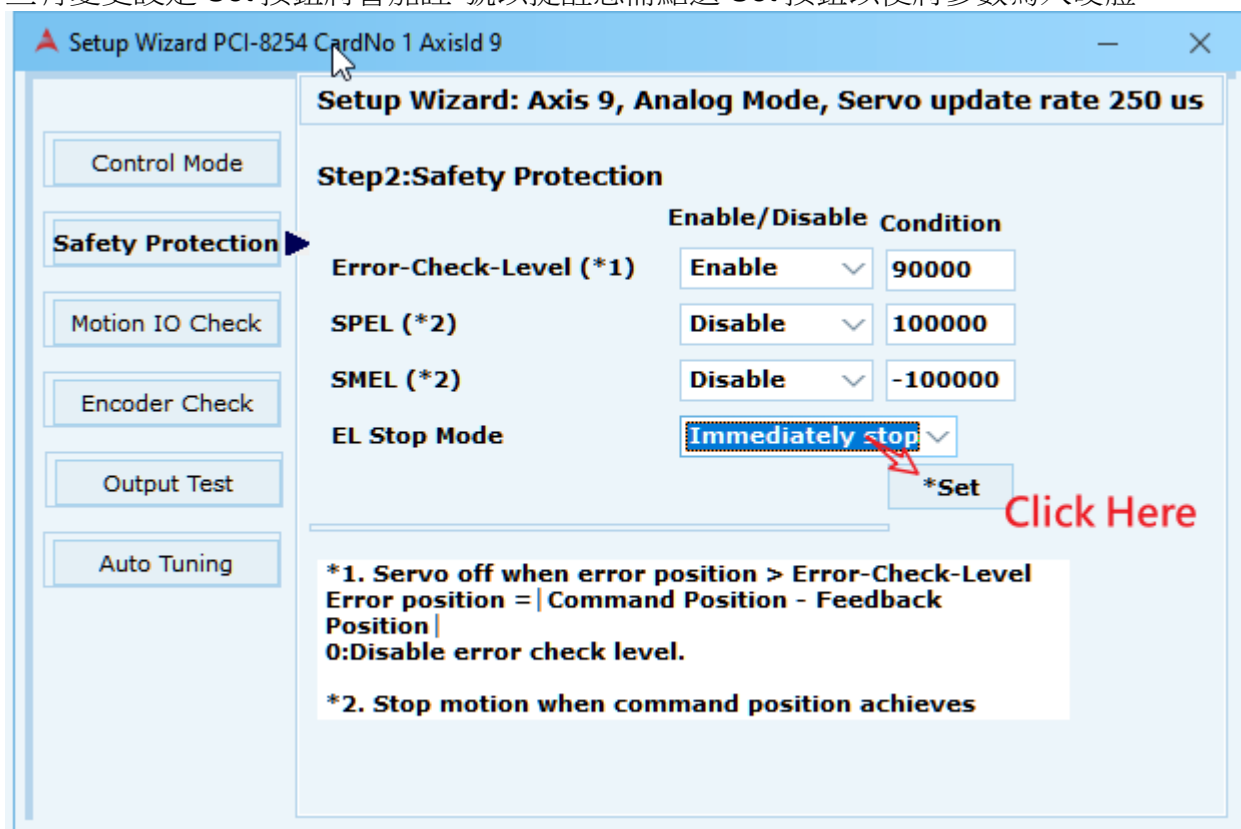 Setup Wizard PCI-8254 CardNo 1 AxisId 9
Setup Wizard: Axis 9, Analog Mode, Servo update rate 250 us
Control Mode
Safety Protection
Motion IO Check
Encoder Check
Output Test
Auto Tuning
Step2:Safety Protection
Enable/Disable Condition
Error-Check-Level (*1) Enable 90000
SPEL (*2) Disable 100000
SMEL (*2) Disable -100000
EL Stop Mode Immediately stop
*Set
Click Here
*1. Servo off when error position > Error-Check-Level
Error position =|Command Position - Feedback
Position|
0:Disable error check level.
*2. Stop motion when command position achieves